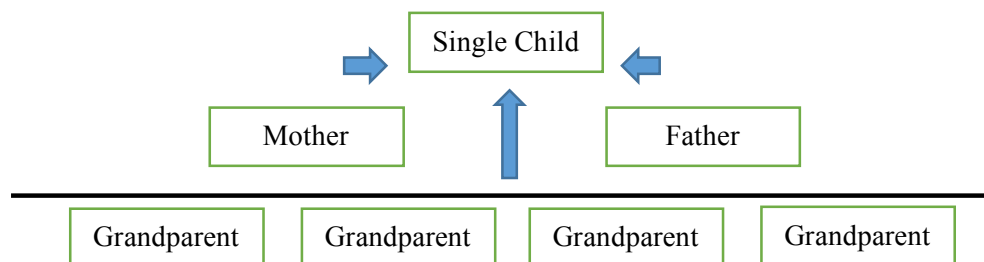 Single Child
Mother
Father
Grandparent
Grandparent
Grandparent
Grandparent